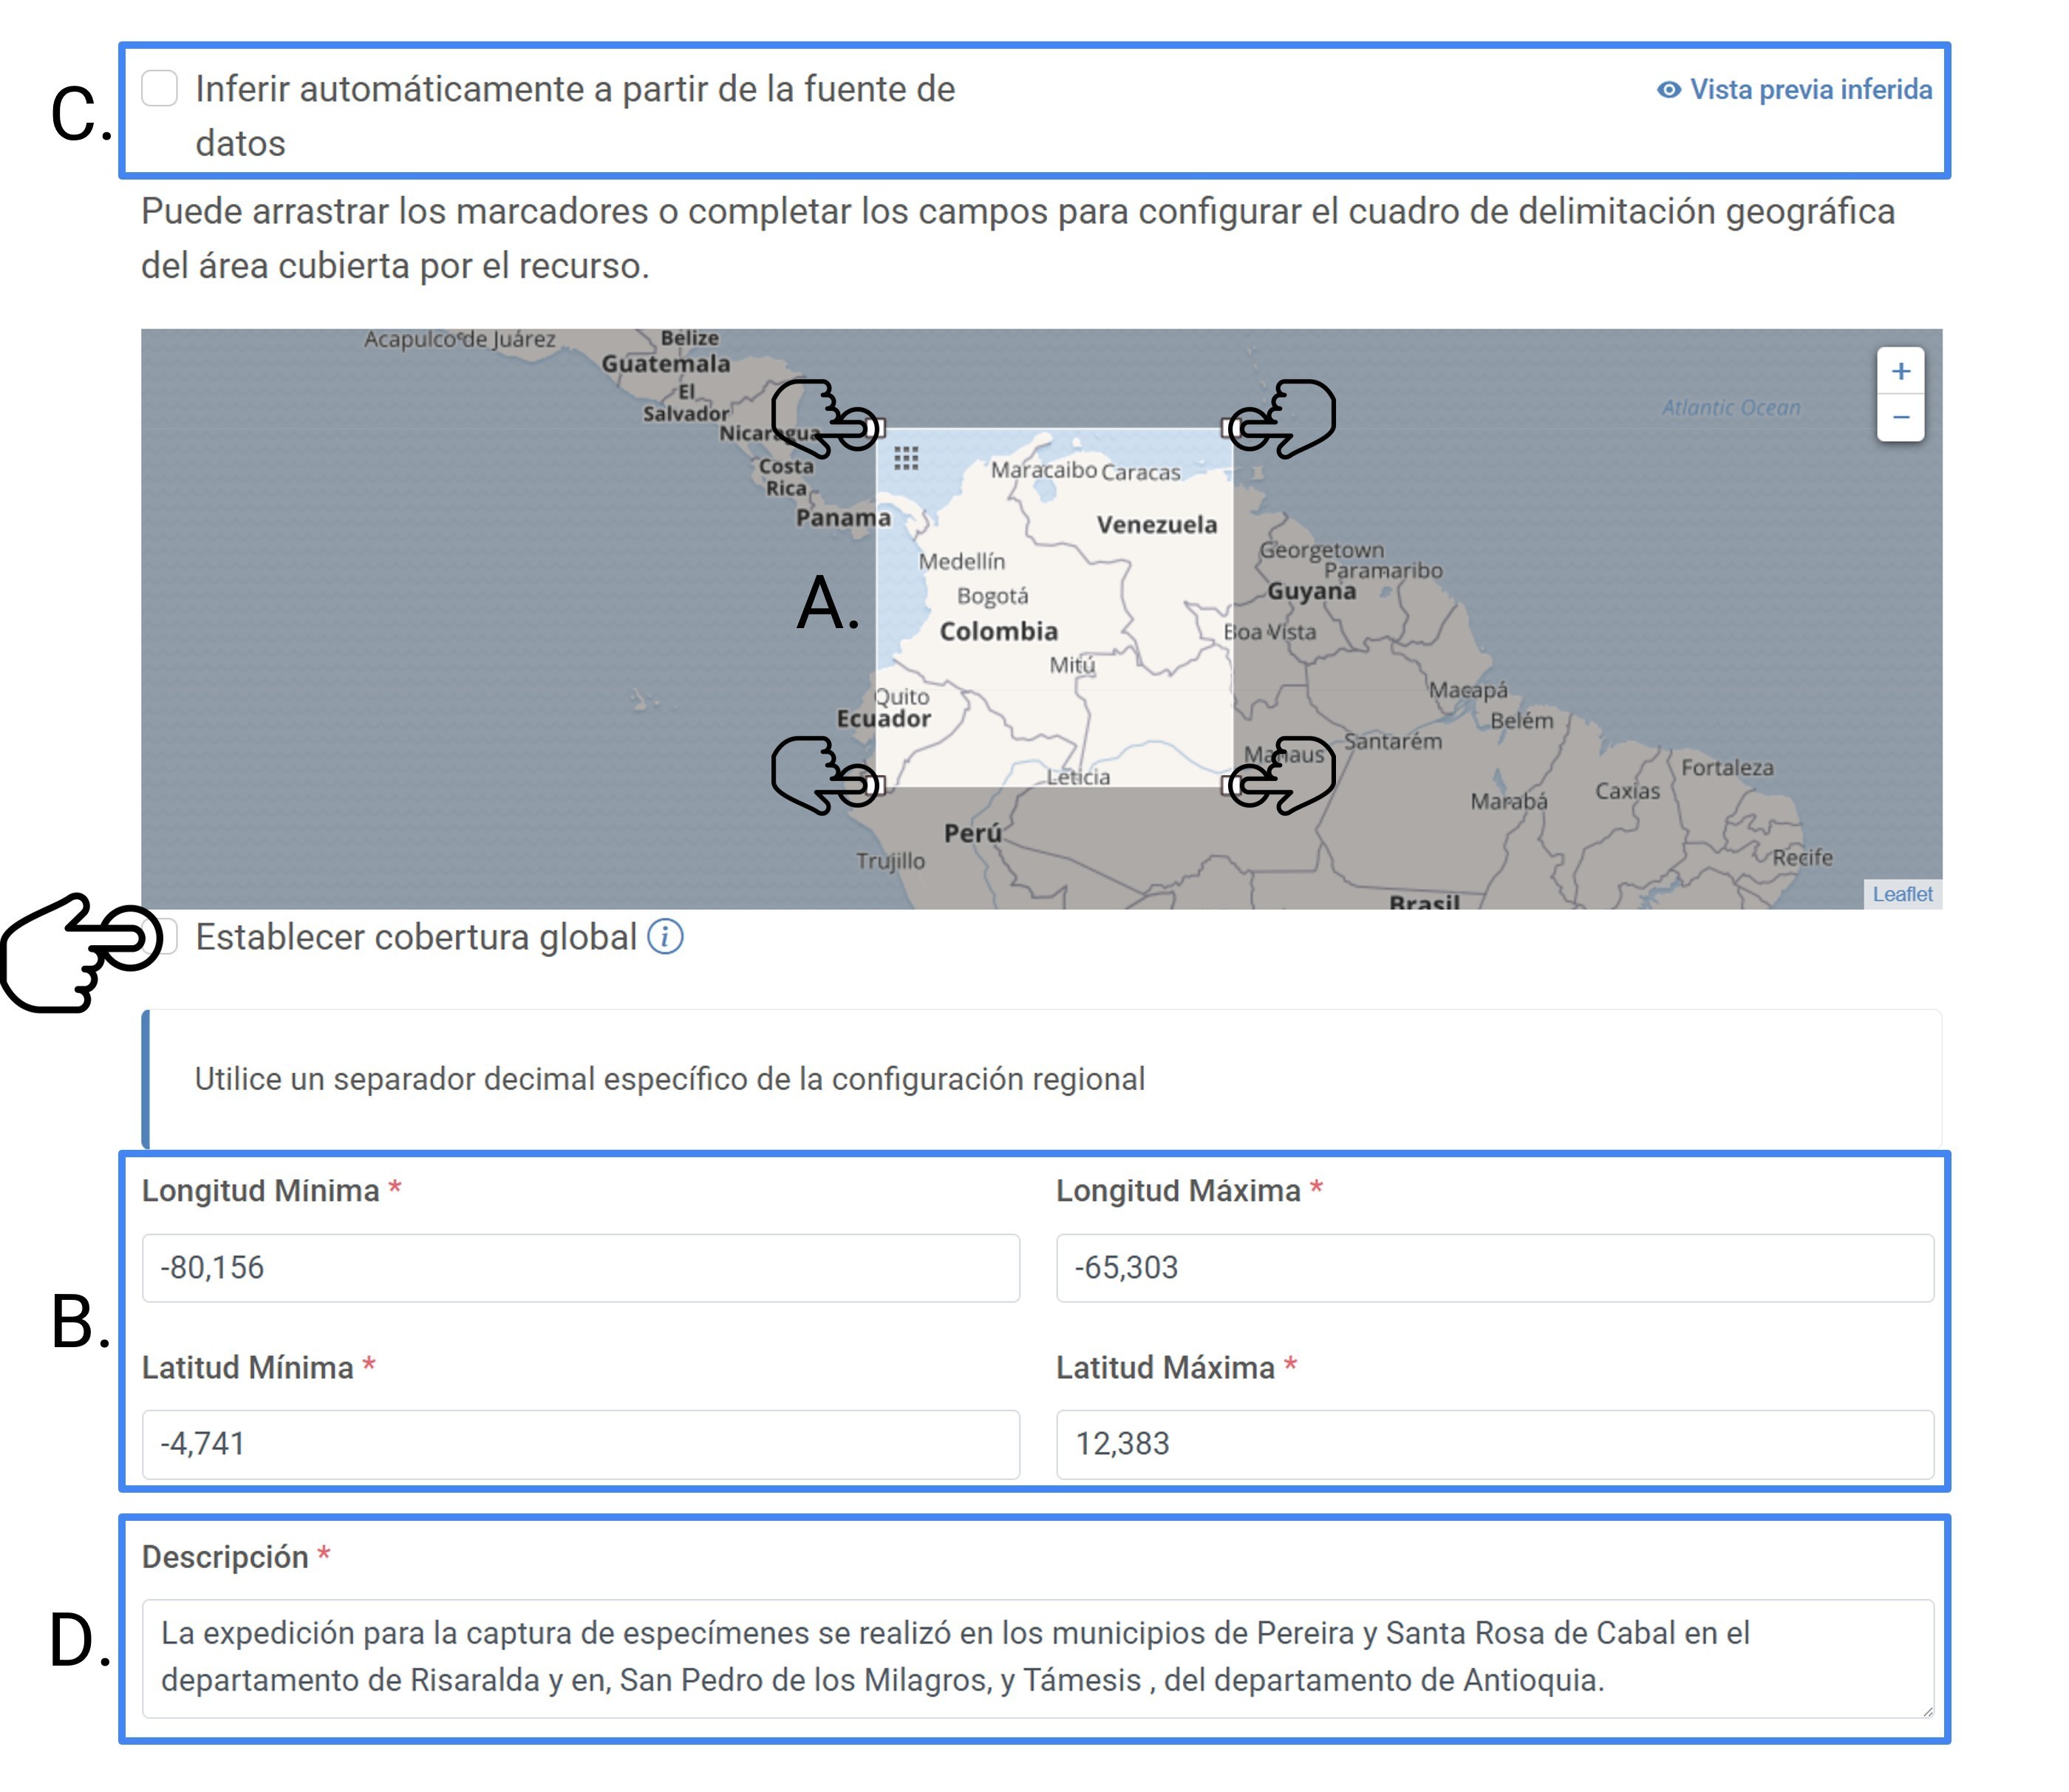 C.
Inferir automáticamente a partir de la fuente de
datos
Vista previa inferida
Puede arrastrar los marcadores o completar los campos para configurar el cuadro de delimitación geográfica
del área cubierta por el recurso.
Acapulco de Juárez
Belize
Guatemala
El
Salvador
Nicaragua
Costa
Rica
Panama
Atlantic Ocean
+
−
Maracaibo Caracas
Venezuela
Medellín
Georgetown
Paramaribo
Guyana
A.
Bogotá
Colombia
Boa Vista
Mitú
Quito
Ecuador
Macapá
Belém
Santarém
Manaus
Leticia
Fortaleza
Caxias
Marabá
Perú
Trujillo
Recife
Brasil
Leaflet
Establecer cobertura global i
Utilice un separador decimal específico de la configuración regional
B.
Longitud Mínima * Longitud Máxima *
-80,156 -65,303
Latitud Mínima * Latitud Máxima *
-4,741 12,383
D.
Descripción *
La expedición para la captura de especímenes se realizó en los municipios de Pereira y Santa Rosa de Cabal en el
departamento de Risaralda y en, San Pedro de los Milagros, y Támesis , del departamento de Antioquia.